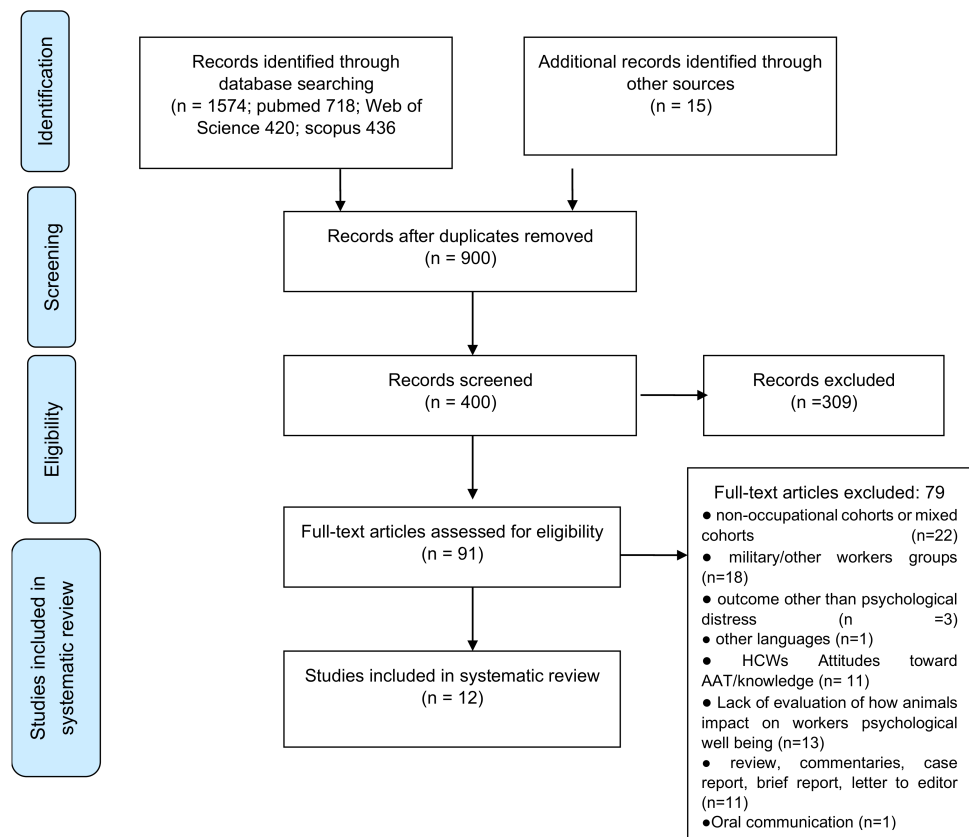 Identification
Records identified through
database searching
(n = 1574; pubmed 718; Web of
Science 420; scopus 436
Additional records identified through
other sources
(n = 15)
Screening
Records after duplicates removed
(n = 900)
Eligibility
Records screened
(n = 400)
Records excluded
(n =309)
Full-text articles assessed for eligibility
(n = 91)
Full-text articles excluded: 79
● non-occupational cohorts or mixed
cohorts (n=22)
● military/other workers groups
(n=18)
● outcome other than psychological
distress (n =3)
● other languages (n=1)
● HCWs Attitudes toward
AAT/knowledge (n= 11)
● Lack of evaluation of how animals
impact on workers psychological
well being (n=13)
● review, commentaries, case
report, brief report, letter to editor
(n=11)
●Oral communication (n=1)
Studies included in
systematic review
Studies included in systematic review
(n = 12)